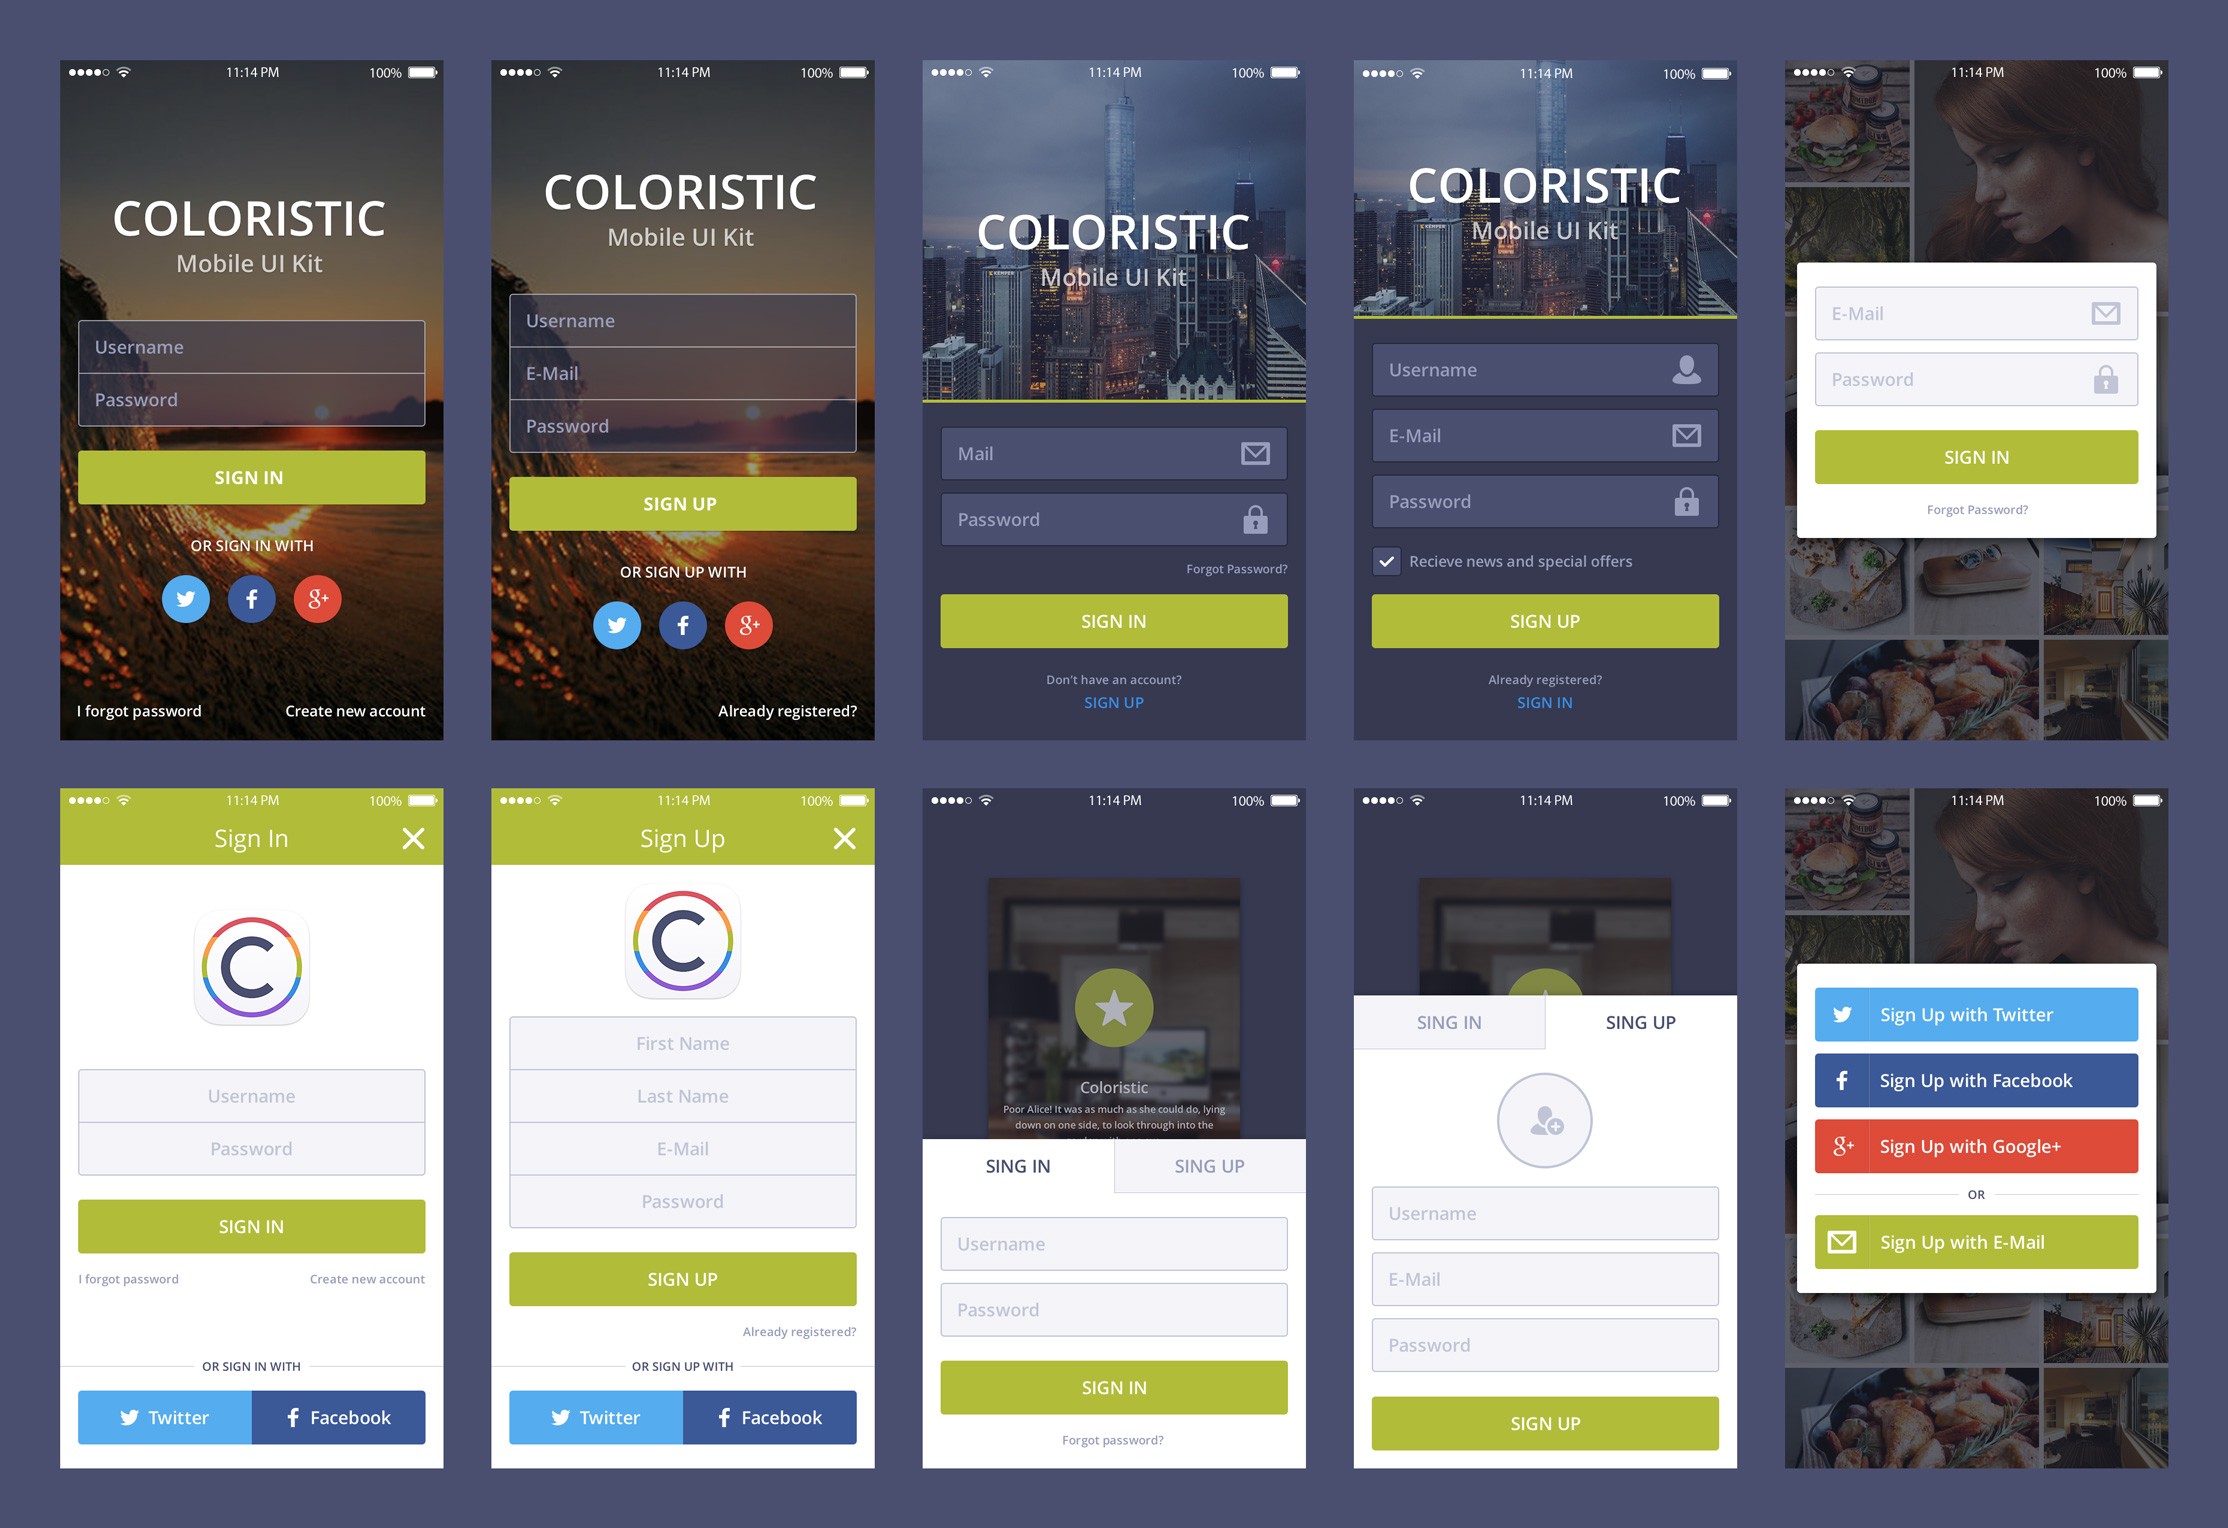 11:14 PM 100%
COLORISTIC
Mobile UI Kit
Username
Password
SIGN IN
OR SIGN IN WITH
g+
I forgot password Create new account
11:14 PM 100%
COLORISTIC
Mobile UI Kit
Username
E-Mail
Password
SIGN UP
OR SIGN UP WITH
g+
Already registered?
11:14 PM 100%
COLORISTIC
Mobile UI Kit
KEMPER
Mail
Password
Forgot Password?
SIGN IN
Don't have an account?
SIGN UP
11:14 PM 100%
COLORISTIC
Mobile UI Kit
KEMPER
Username
E-Mail
Password
Recieve news and special offers
SIGN UP
Already registered?
SIGN IN
11:14 PM 100%
E-Mail
Password
SIGN IN
Forgot Password?
11:14 PM 100%
Sign In
C
Username
Password
SIGN IN
I forgot password Create new account
OR SIGN IN WITH
Twitter Facebook
11:14 PM 100%
Sign Up
C
First Name
Last Name
E-Mail
Password
SIGN UP
Already registered?
OR SIGN UP WITH
Twitter Facebook
11:14 PM 100%
Coloristic
Poor Alice! It was as much as she could do, lying
down on one side, to look through into the
SING IN SING UP
Username
Password
SIGN IN
Forgot password?
11:14 PM 100%
SING IN SING UP
Username
E-Mail
Password
SIGN UP
11:14 PM 100%
Sign Up with Twitter
Sign Up with Facebook
g+ Sign Up with Google+
OR
Sign Up with E-Mail